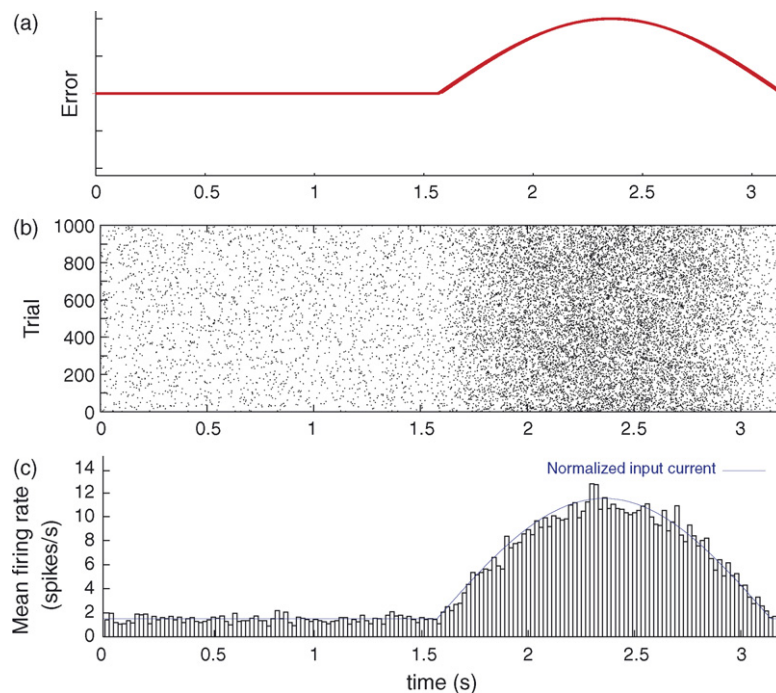 (a)
Error
0 0.5 1 1.5 2 2.5 3
(b)
1000
800
600
400
200
0
Trial
0 0.5 1 1.5 2 2.5 3
(c)
Normalized input current
14
12
10
8
6
4
2
0
Mean firing rate
(spikes/s)
0 0.5 1 1.5 2 2.5 3
time (s)